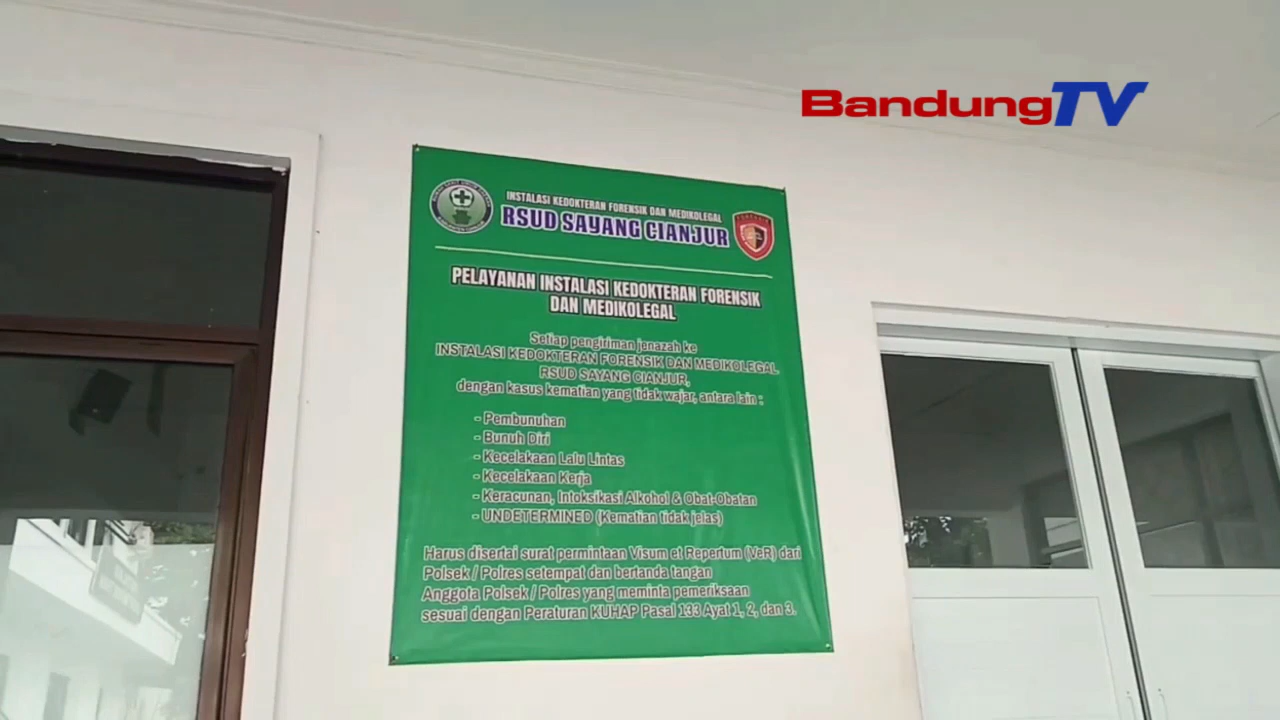 BandungTV
INSTALASI KEDOKTERAN FORENSIK DAN MEDIKOLEGAL
RSUD SAYANG CIANJUR
PELAYANAN INSTALASI KEDOKTERAN FORENSIK
DAN MEDIKOLEGAL
Setiap pengiriman jenazah ke
INSTALASI KEDOKTERAN FORENSIK DAN MEDIKOLEGAL
RSUD SAYANG CIANJUR,
dengan kasus kematian yang tidak wajar, antara lain :
- Pembunuhan
- Bunuh Diri
- Kecelakaan Lalu Lintas
- Kecelakaan Kerja
- Keracunan, Intoksikasi Alkohol & Obat-Obatan
- UNDETERMINED (Kematian tidak jelas)
Harus disertai surat permintaan Visum et Repertum (VeR) dari
Polsek / Polres setempat dan bertanda tangan
Anggota Polsek / Polres yang meminta pemeriksaan
sesuai dengan Peraturan KUHAP Pasal 133 Ayat 1, 2, dan 3.